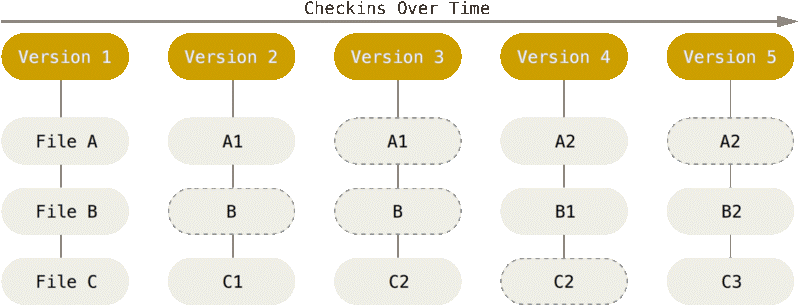 Checkins Over Time
Version 1 Version 2 Version 3 Version 4 Version 5
File A A1 A1 A2 A2
File B B B B1 B2
File C C1 C2 C2 C3